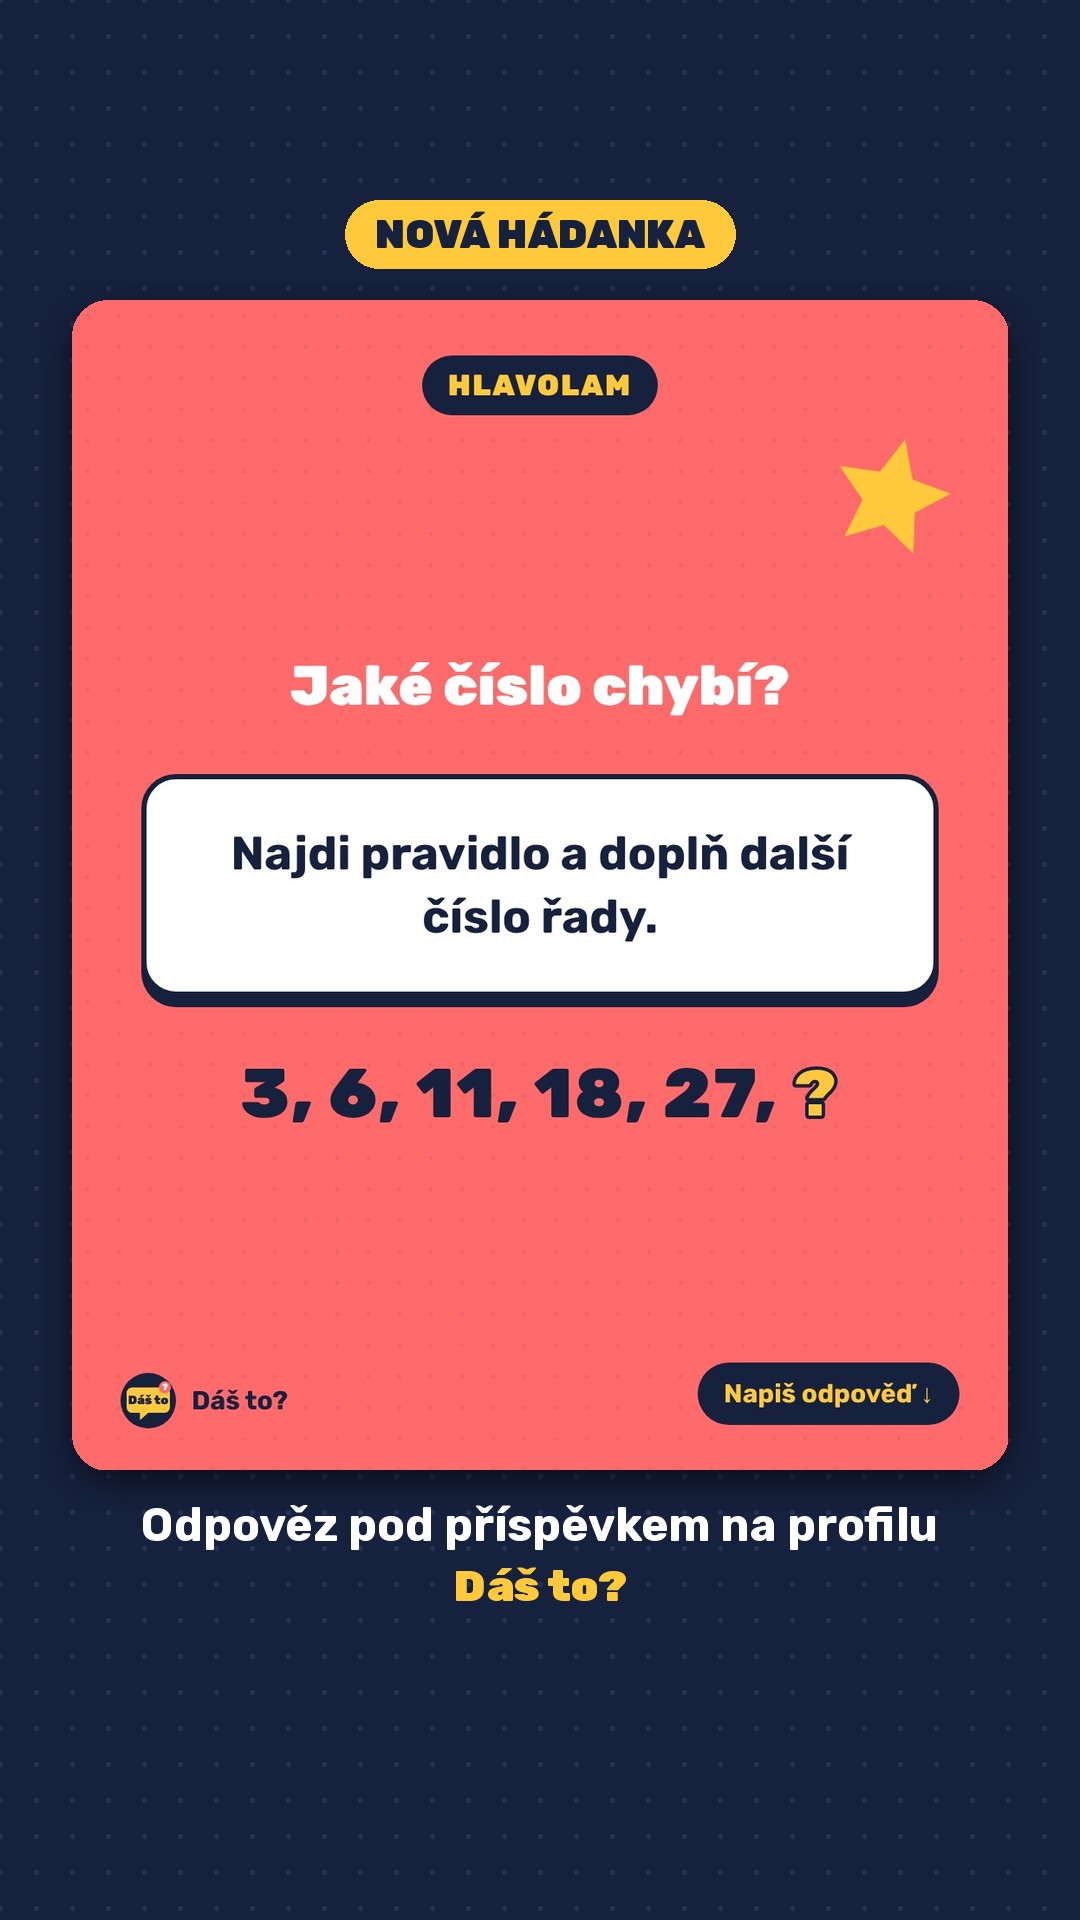 NOVÁ HÁDANKA
HLAVOLAM
Jaké číslo chybí?
Najdi pravidlo a doplň další
číslo řady.
3, 6, 11, 18, 27, ?
Dáš to ?
Dáš to?
Napiš odpověď ↓
Odpověz pod příspěvkem na profilu
Dáš to?